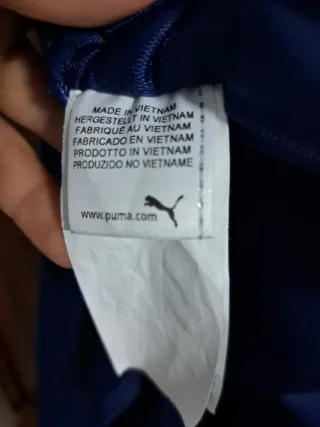 MADE IN VIETNAM
HERGESTELLT IN VIETNAM
FABRIQUÉ AU VIETNAM
FABRICADO EN VIETNAM
PRODOTTO IN VIETNAM
PRODUZIDO NO VIETNAME
www.puma.com